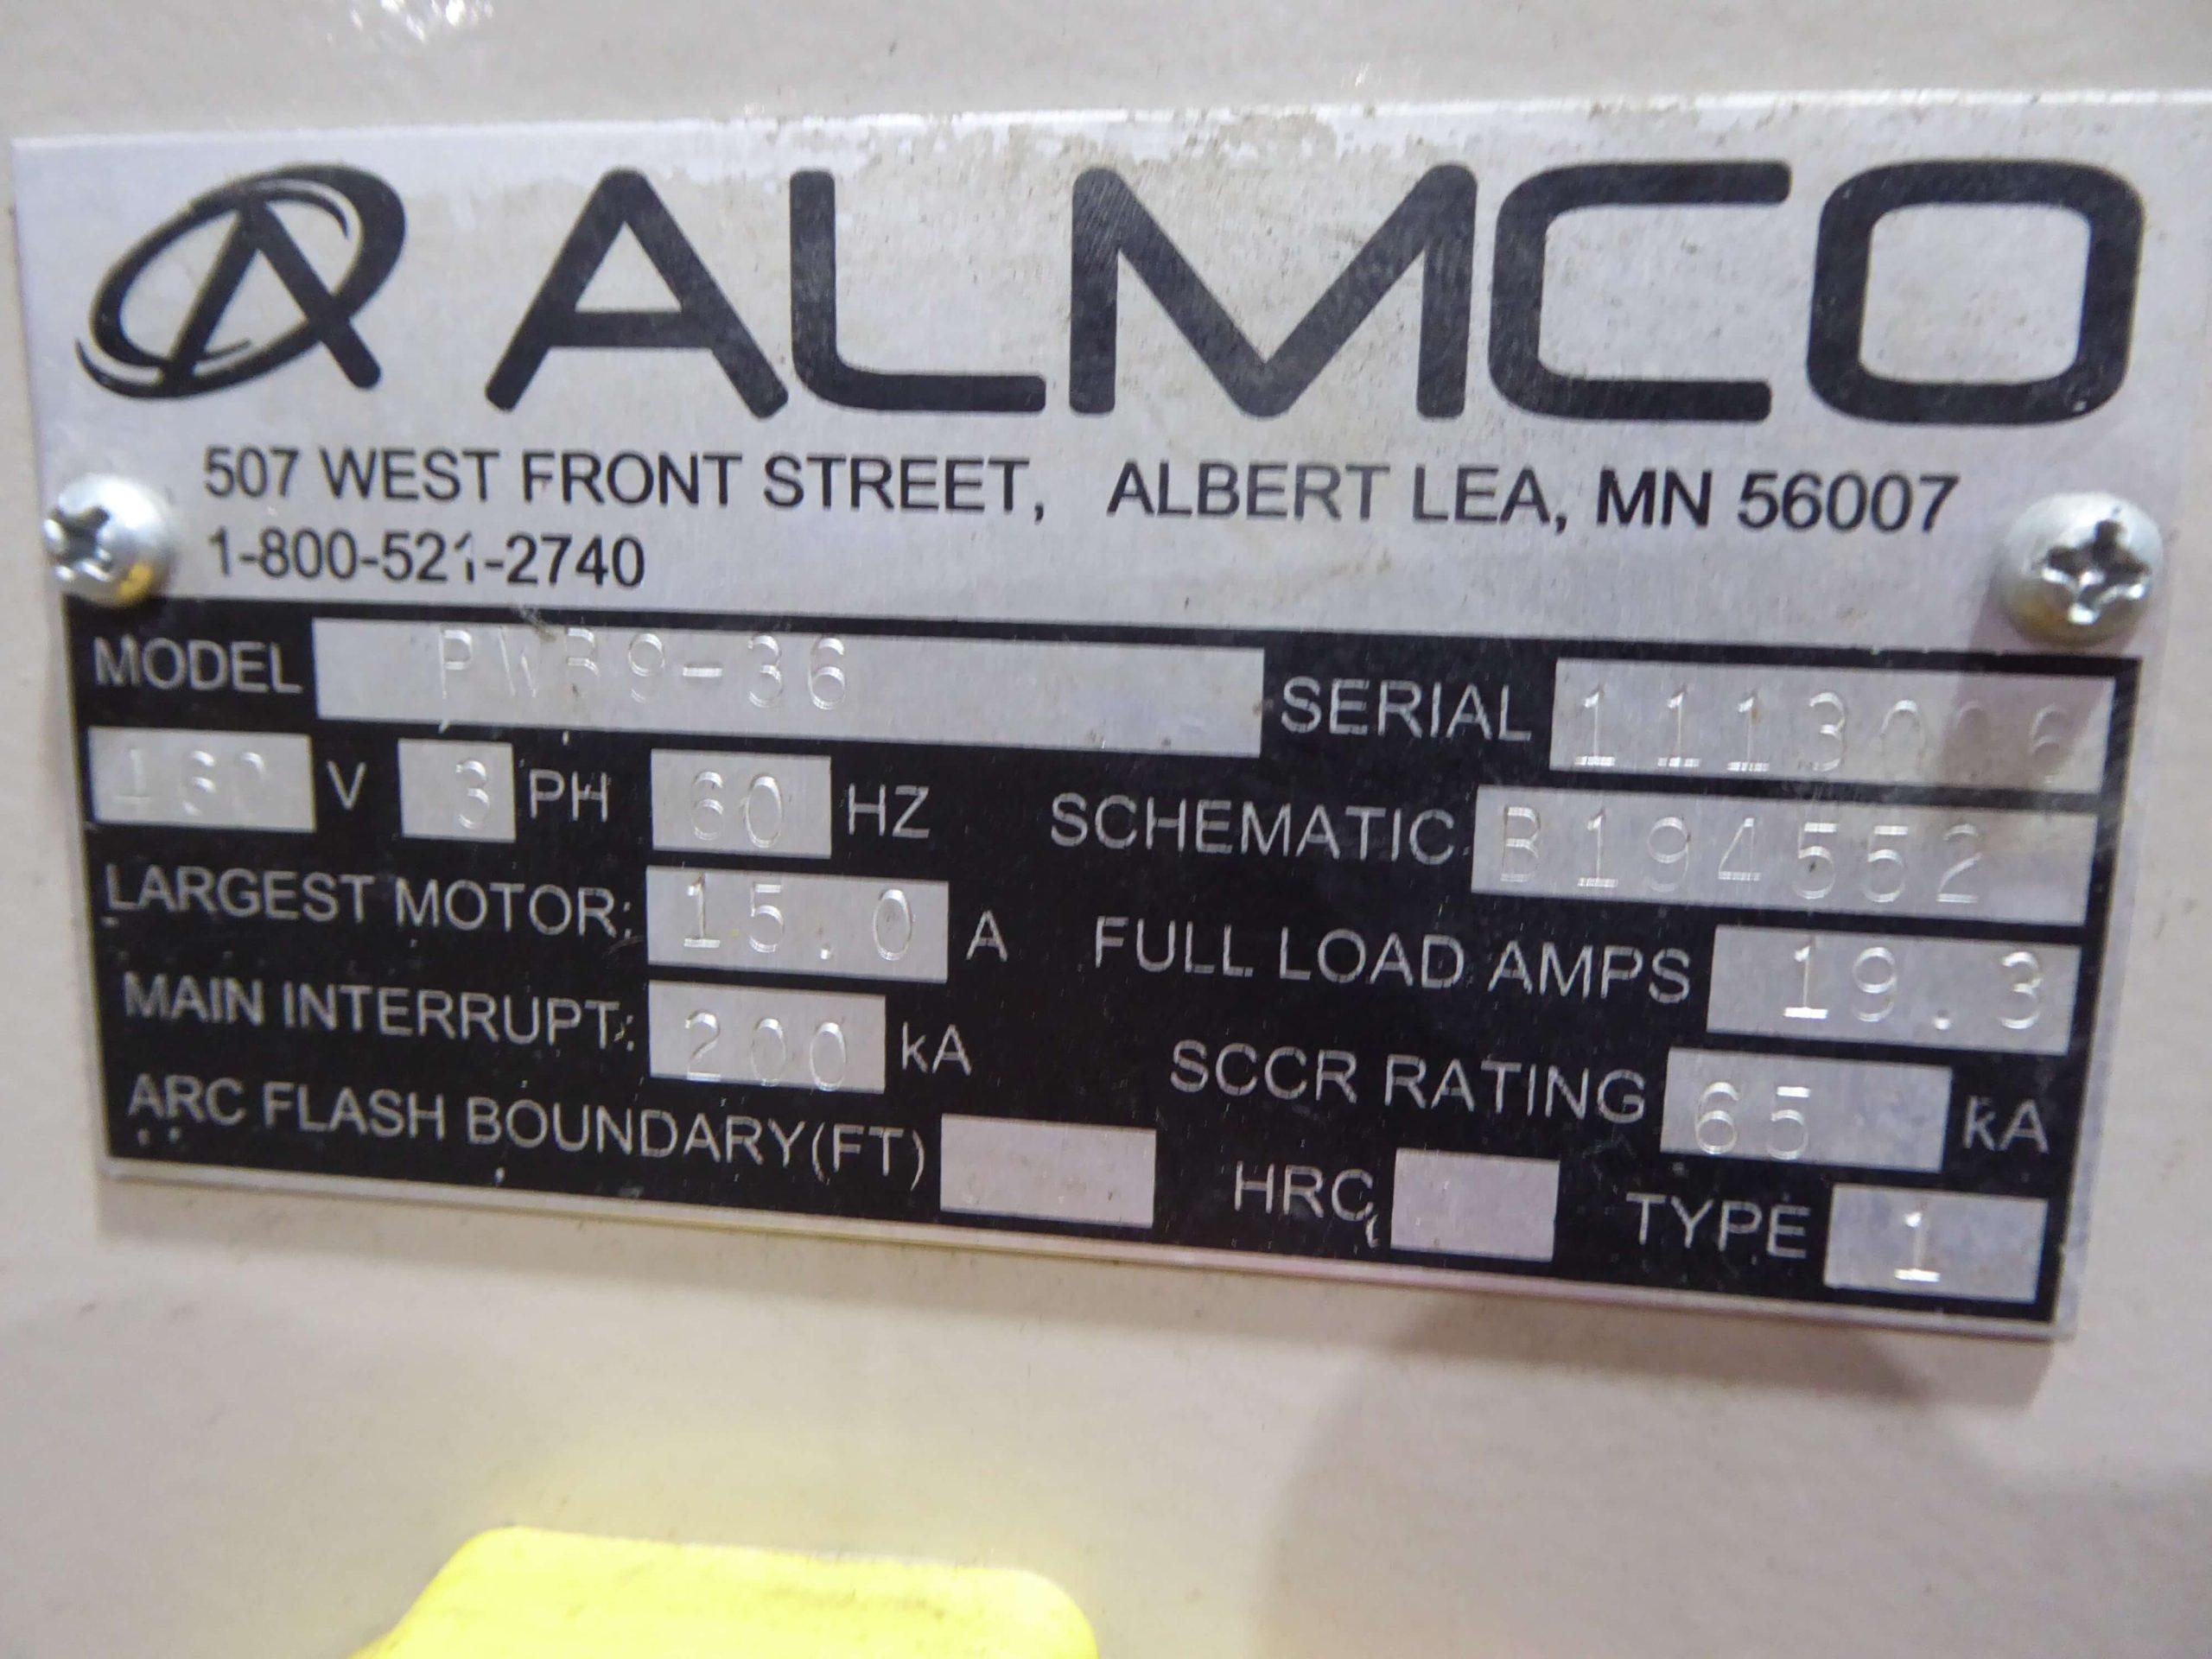 ALMCO
507 WEST FRONT STREET, ALBERT LEA, MN 56007
1-800-521-2740
MODEL PWB9-36 SERIAL
460 V 3 PH 60 HZ SCHEMATIC B194552
LARGEST MOTOR: 15.0 A FULL LOAD AMPS 19.3
MAIN INTERRUPT: 200 kA SCCR RATING 65 kA
ARC FLASH BOUNDARY(FT) HRC TYPE 1